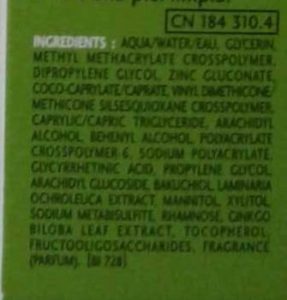 CN 184 310.4
INGREDIENTS : AQUA/WATER/EAU, GLYCERIN,
METHYL METHACRYLATE CROSSPOLYMER,
DIPROPYLENE GLYCOL, ZINC GLUCONATE,
COCO-CAPRYLATE/CAPRATE, VINYL DIMETHICONE/
METHICONE SILSESQUIOXANE CROSSPOLYMER,
CAPRYLIC/CAPRIC TRIGLYCERIDE, ARACHIDYL
ALCOHOL, BEHENYL ALCOHOL, POLYACRYLATE
CROSSPOLYMER-6, SODIUM POLYACRYLATE,
GLYCYRRHETINIC ACID, PROPYLENE GLYCOL,
ARACHIDYL GLUCOSIDE, BAKUCHIOL, LAMINARIA
OCHROLEUCA EXTRACT, MANNITOL, XYLITOL,
SODIUM METABISULFITE, RHAMNOSE, GINKGO
BILOBA LEAF EXTRACT, TOCOPHEROL,
FRUCTOOLIGOSACCHARIDES, FRAGRANCE
(PARFUM). [BI 728]